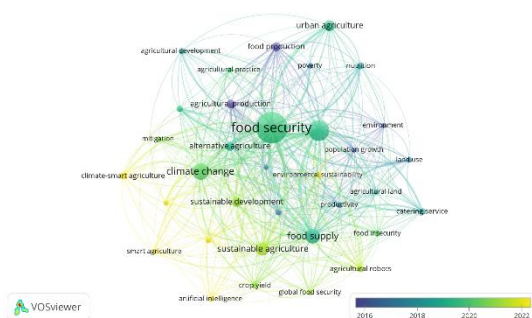 urban agriculture
food production
agricultural development
poverty
nutrition
agricultural practice
agricultural production
food security
environment
mitigation
alternative agriculture
population growth
land use
climate change
climate-smart agriculture
environmental sustainability
agricultural land
sustainable development
productivity
catering service
food supply
food insecurity
smart agriculture
sustainable agriculture
agricultural robots
crop yield
global food security
artificial intelligence
VOSviewer
2016 2018 2020 2022